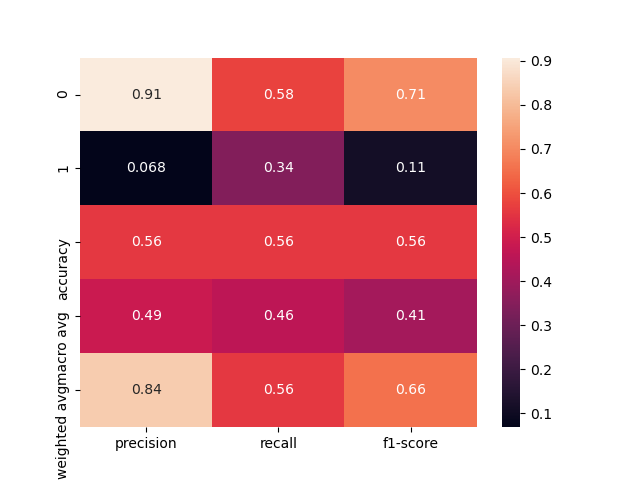 0 0.91 0.58 0.71 0.9
1 0.068 0.34 0.11 0.8
accuracy 0.56 0.56 0.56 0.7
macro avg 0.49 0.46 0.41 0.6
weighted avg 0.84 0.56 0.66 0.5
0.4
0.3
0.2
0.1
precision recall f1-score